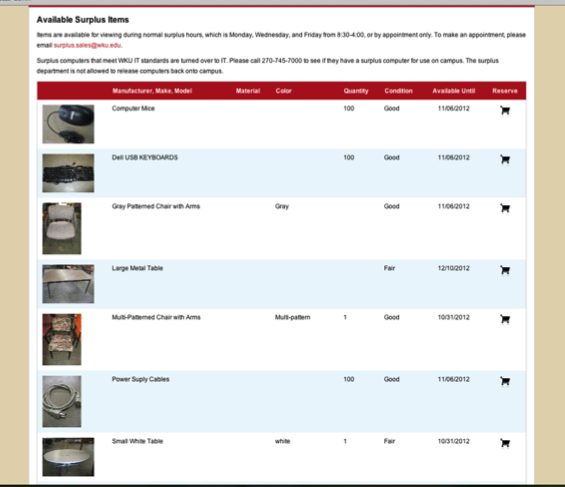 Available Surplus Items
Items are available for viewing during normal surplus hours, which is Monday, Wednesday, and Friday from 8:30-4:00, or by appointment only. To make an appointment, please
email surplus.sales@wku.edu.
Surplus computers that meet WKU IT standards are turned over to IT. Please call 270-745-7000 to see if they have a surplus computer for use on campus. The surplus
department is not allowed to release computers back onto campus.
Manufacturer, Make, Model Material Color Quantity Condition Available Until Reserve
Computer Mice 100 Good 11/06/2012
Dell USB KEYBOARDS 100 Good 11/06/2012
Gray Patterned Chair with Arms Gray Good 11/06/2012
Large Metal Table Fair 12/10/2012
Multi-Patterned Chair with Arms Multi-pattern 1 Good 10/31/2012
Power Suply Cables 100 Good 11/06/2012
Small White Table white 1 Fair 10/31/2012